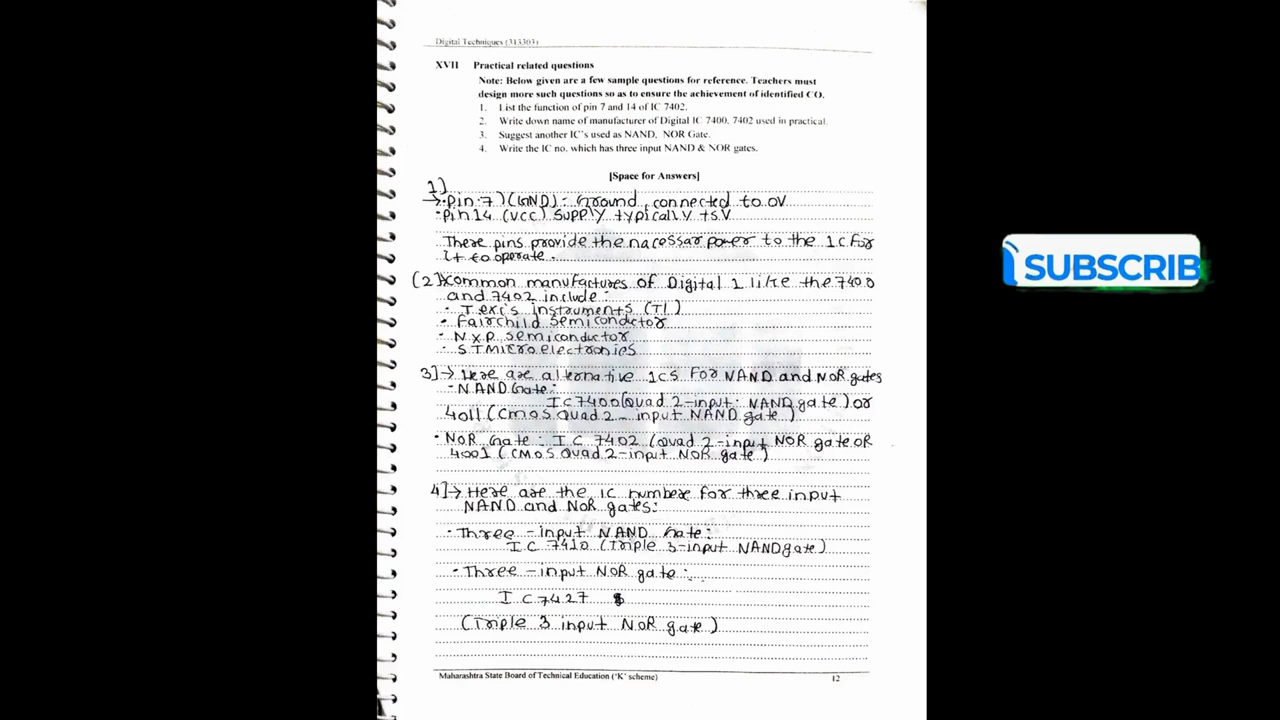 Digital Techniques (313303)
XVII Practical related questions
Note: Below given are a few sample questions for reference. Teachers must
design more such questions so as to ensure the achievement of identified CO.
1. List the function of pin 7 and 14 of IC 7402.
2. Write down name of manufacturer of Digital IC 7400, 7402 used in practical.
3. Suggest another IC's used as NAND, NOR Gate.
4. Write the IC no. which has three input NAND & NOR gates.
[Space for Answers]
1)
→ Pin 7) (GND) - Ground, connected to 0V
• Pin 14 (Vcc) Supply typically +5V
There pins provide the nacessar power to the IC for
it to operate.
(2) Common manufactures of Digital 1 like the 7400
and 7402 include:
• Texi's instruments (TI)
• Fairchild semiconductor
• N.x.p semiconductor
• STMicroelectronies
3] → Here are alternative ICs For NAND and NOR gates
- NAND Gate:
IC7400 (Quad 2-input: NAND gate) or
4011 (CMOS Quad 2-input NAND gate)
• NOR Gate: IC 7402 (Quad 2-input NOR gate OR
4001 (CMOS Quad 2-input NOR gate)
4] → Here are the IC number for three input
NAND and NOR gates:
• Three - input NAND Gate:
IC 7410 (Triple 3-input NAND gate)
• Three - input NOR gate:
IC 7427
(Triple 3 input NOR gate)
Maharashtra State Board of Technical Education ('K' scheme) 12
SUBSCRIB